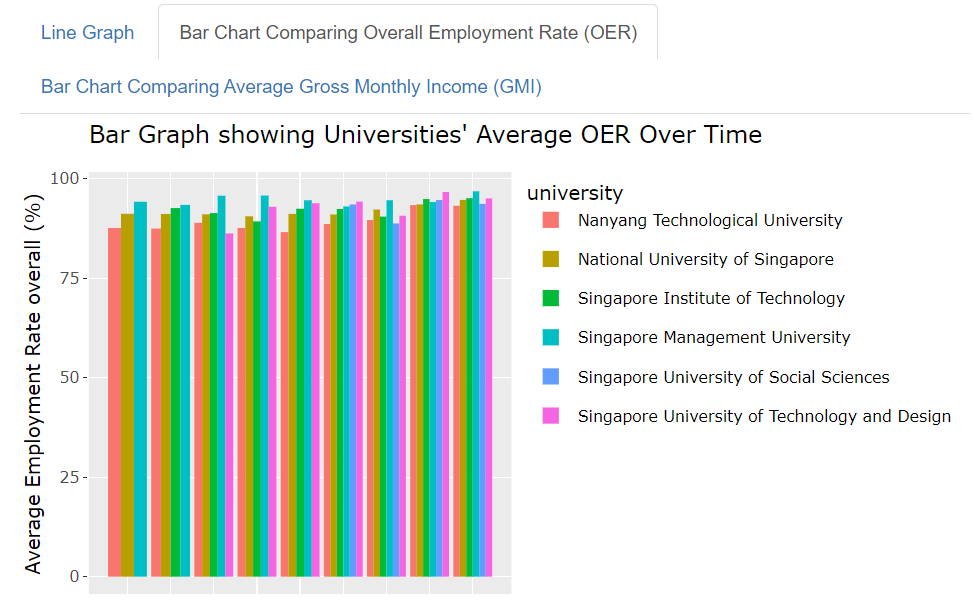 Line Graph
Bar Chart Comparing Overall Employment Rate (OER)
Bar Chart Comparing Average Gross Monthly Income (GMI)
Bar Graph showing Universities' Average OER Over Time
Average Employment Rate overall (%)
100
75
50
25
0
university
Nanyang Technological University
National University of Singapore
Singapore Institute of Technology
Singapore Management University
Singapore University of Social Sciences
Singapore University of Technology and Design